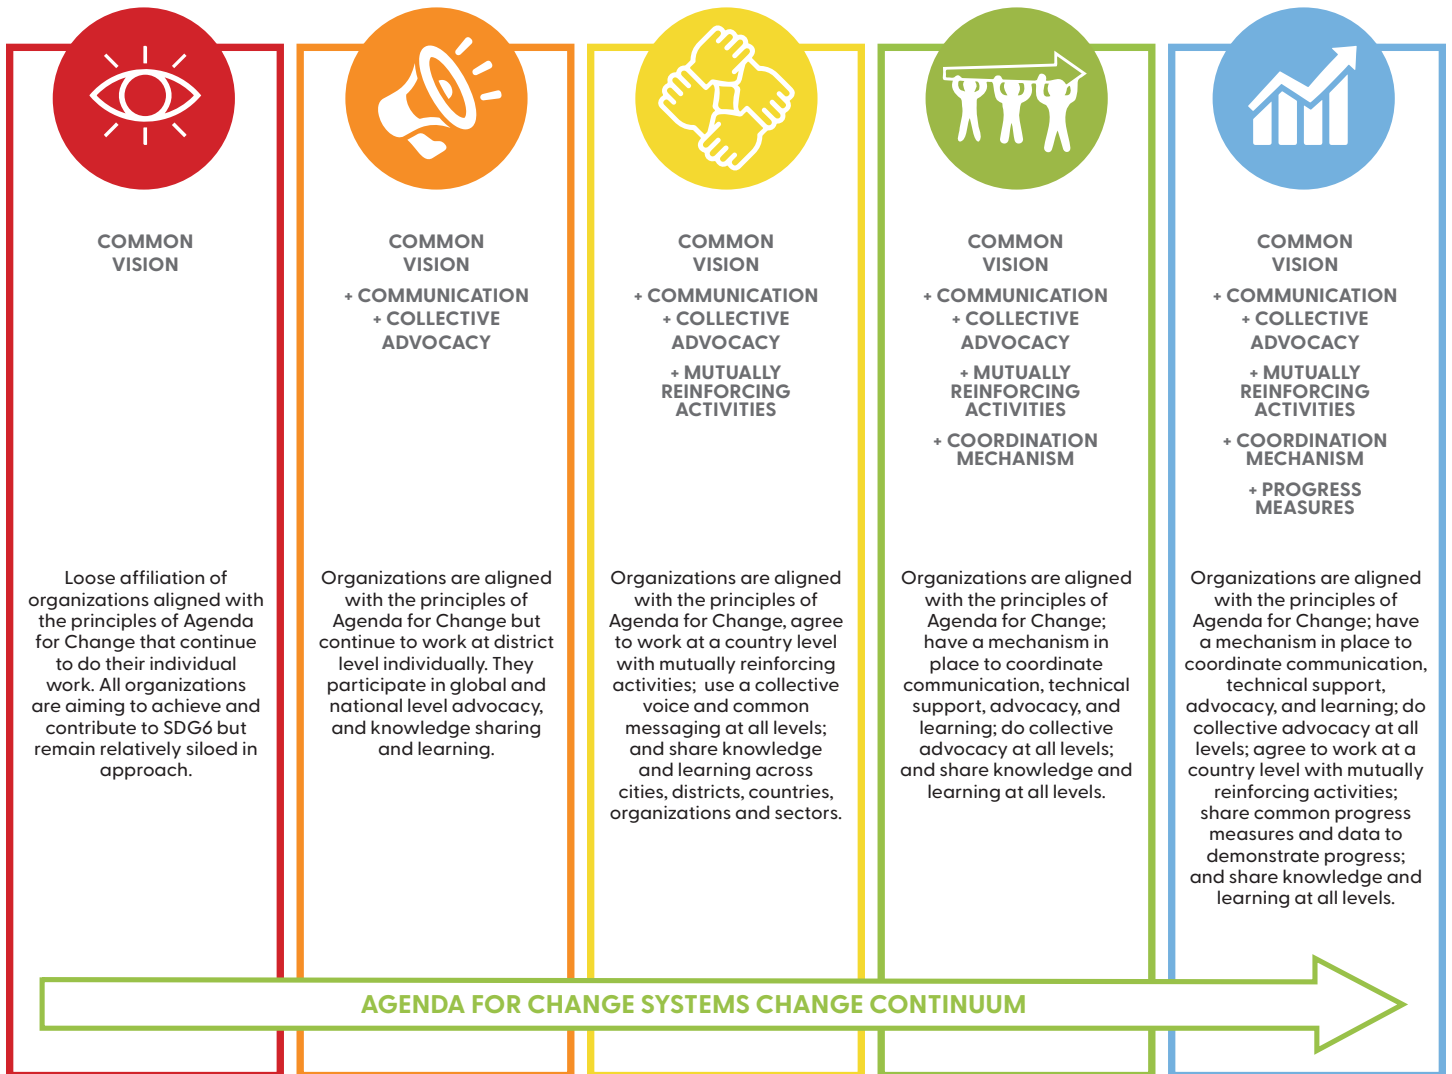 COMMON
VISION
COMMON
VISION
+ COMMUNICATION
+ COLLECTIVE
ADVOCACY
COMMON
VISION
+ COMMUNICATION
+ COLLECTIVE
ADVOCACY
+ MUTUALLY
REINFORCING
ACTIVITIES
COMMON
VISION
+ COMMUNICATION
+ COLLECTIVE
ADVOCACY
+ MUTUALLY
REINFORCING
ACTIVITIES
+ COORDINATION
MECHANISM
COMMON
VISION
+ COMMUNICATION
+ COLLECTIVE
ADVOCACY
+ MUTUALLY
REINFORCING
ACTIVITIES
+ COORDINATION
MECHANISM
+ PROGRESS
MEASURES
Loose affiliation of
organizations aligned with
the principles of Agenda
for Change that continue
to do their individual
work. All organizations
are aiming to achieve and
contribute to SDG6 but
remain relatively siloed in
approach.
Organizations are aligned
with the principles of
Agenda for Change but
continue to work at district
level individually. They
participate in global and
national level advocacy,
and knowledge sharing
and learning.
Organizations are aligned
with the principles of
Agenda for Change, agree
to work at a country level
with mutually reinforcing
activities; use a collective
voice and common
messaging at all levels;
and share knowledge
and learning across
cities, districts, countries,
organizations and sectors.
Organizations are aligned
with the principles of
Agenda for Change;
have a mechanism in
place to coordinate
communication, technical
support, advocacy, and
learning; do collective
advocacy at all levels;
and share knowledge and
learning at all levels.
Organizations are aligned
with the principles of
Agenda for Change; have
a mechanism in place to
coordinate communication,
technical support,
advocacy, and learning; do
collective advocacy at all
levels; agree to work at a
country level with mutually
reinforcing activities;
share common progress
measures and data to
demonstrate progress;
and share knowledge and
learning at all levels.
AGENDA FOR CHANGE SYSTEMS CHANGE CONTINUUM